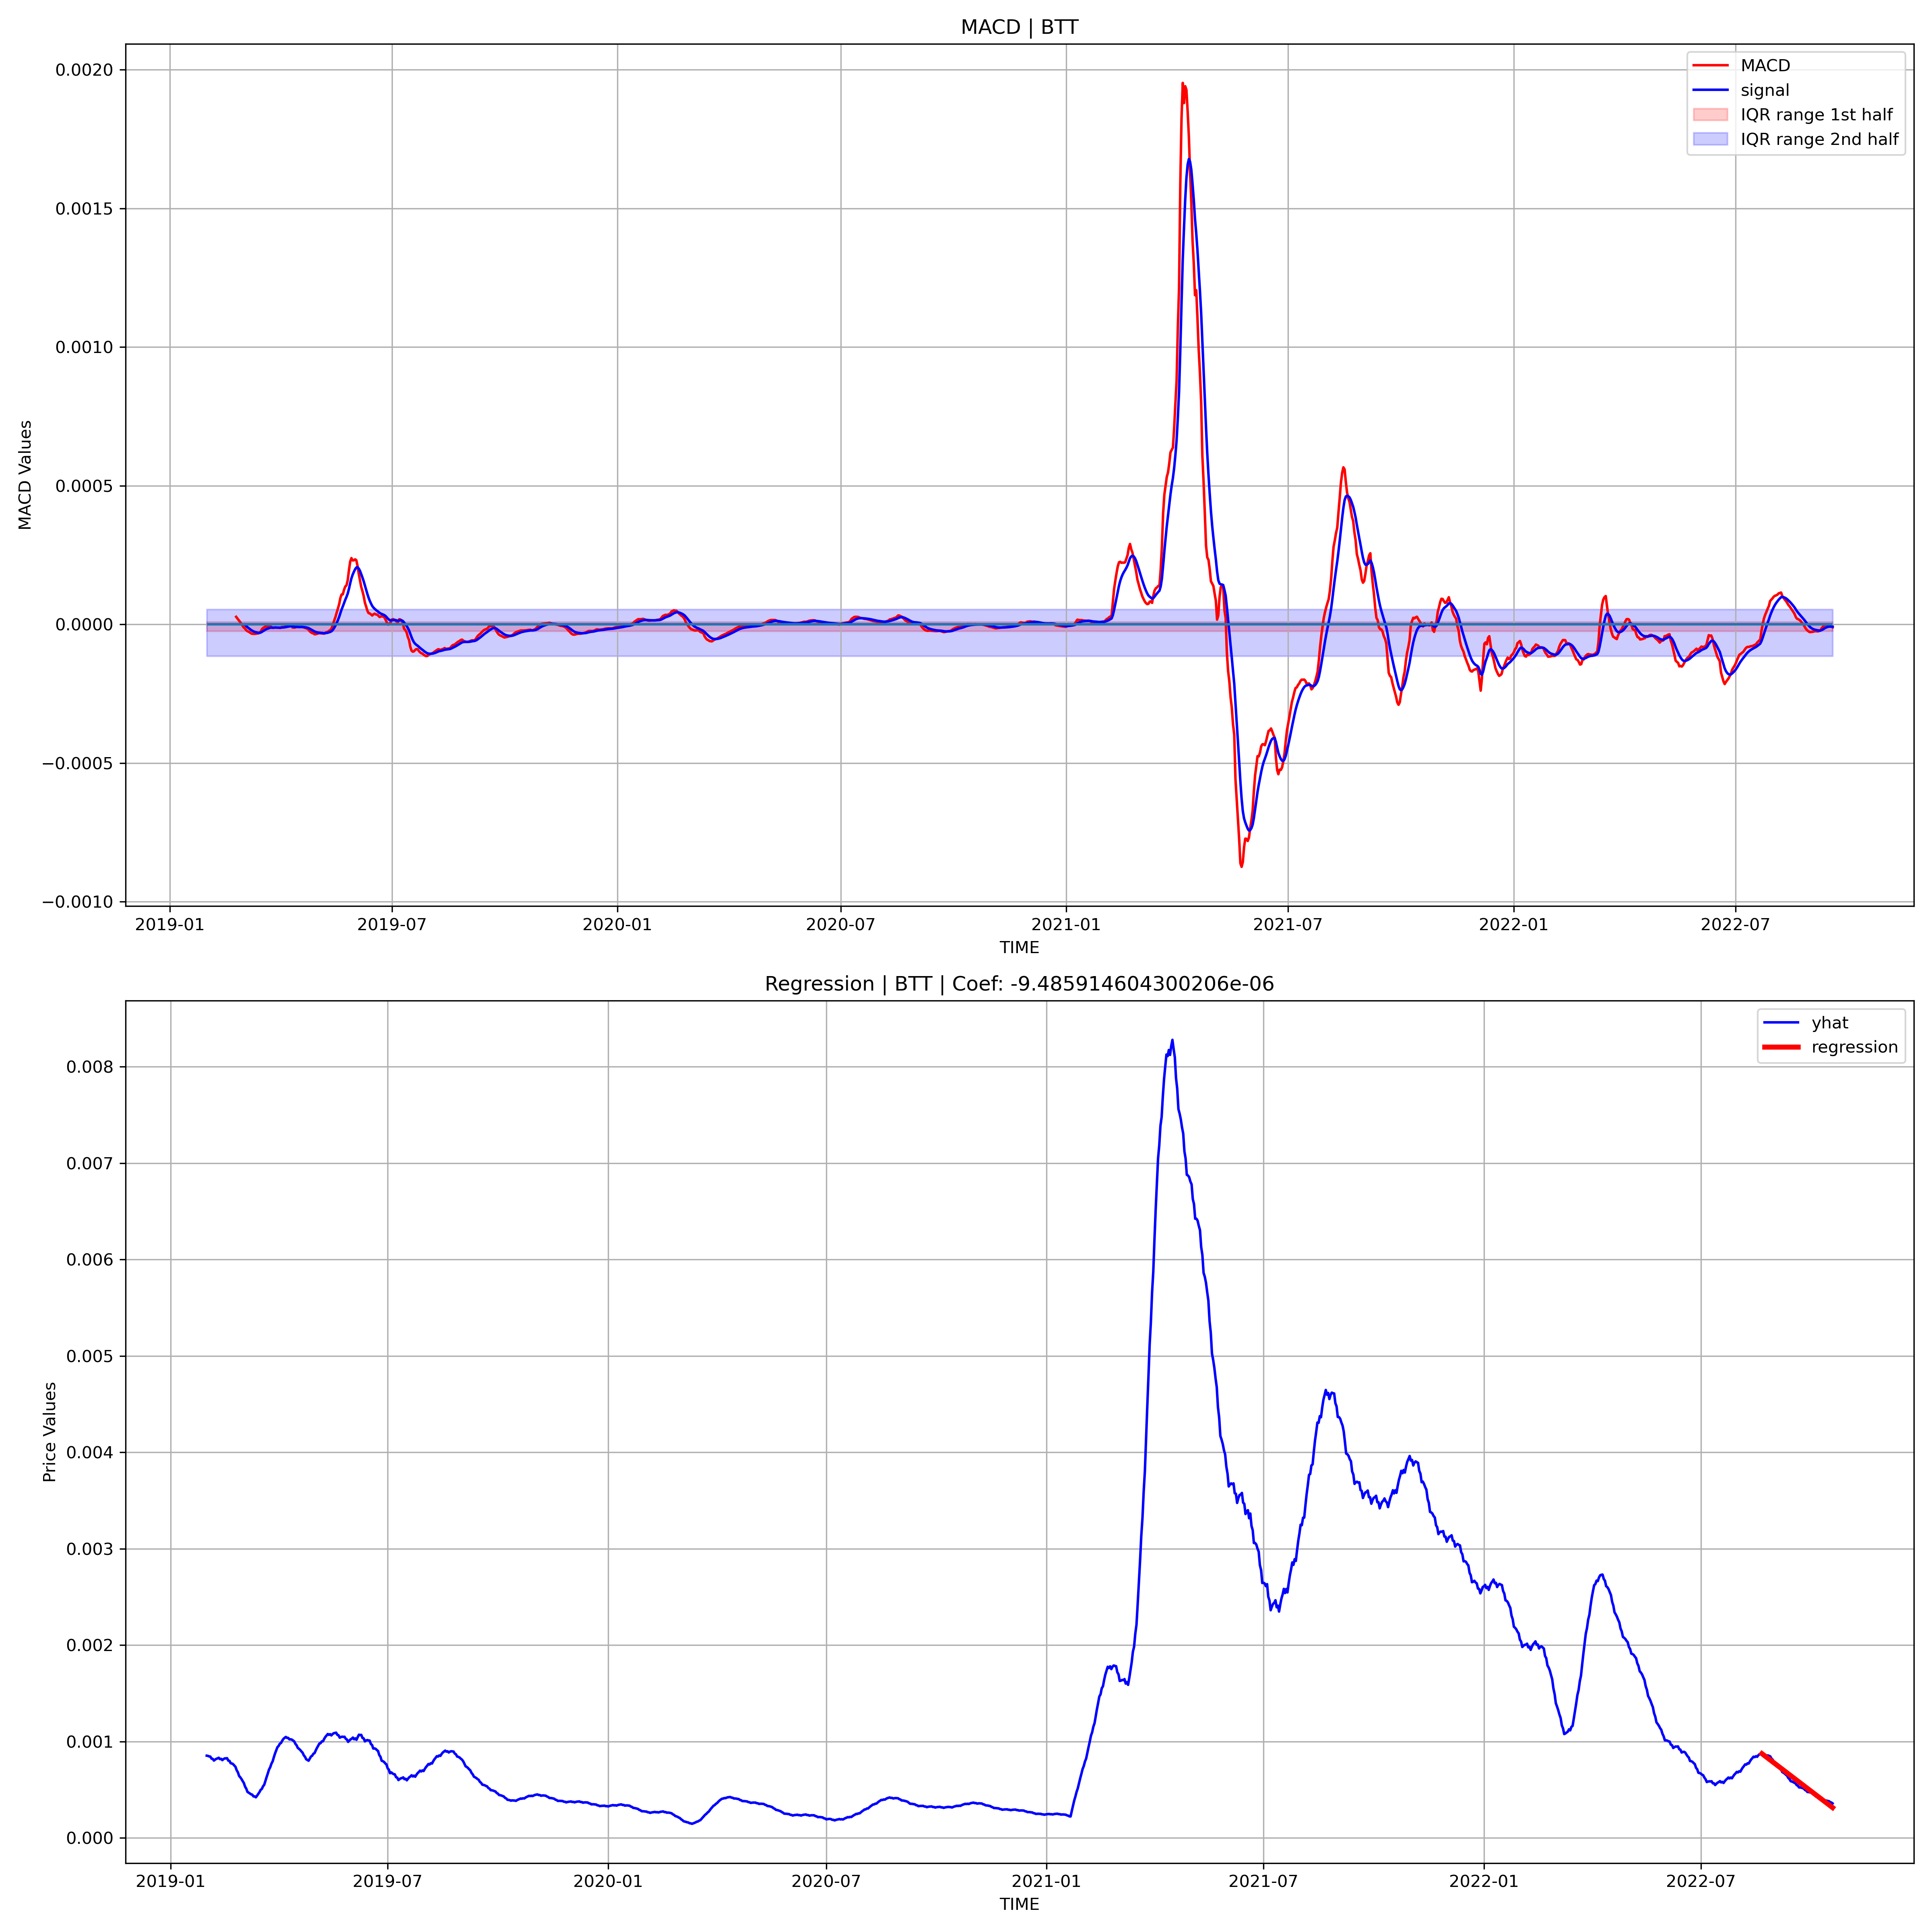 MACD | BTT
MACD
signal
IQR range 1st half
IQR range 2nd half
MACD Values
0.0020
0.0015
0.0010
0.0005
0.0000
−0.0005
−0.0010
2019-01 2019-07 2020-01 2020-07 2021-01 2021-07 2022-01 2022-07
TIME
Regression | BTT | Coef: -9.485914604300206e-06
yhat
regression
Price Values
0.008
0.007
0.006
0.005
0.004
0.003
0.002
0.001
0.000
2019-01 2019-07 2020-01 2020-07 2021-01 2021-07 2022-01 2022-07
TIME